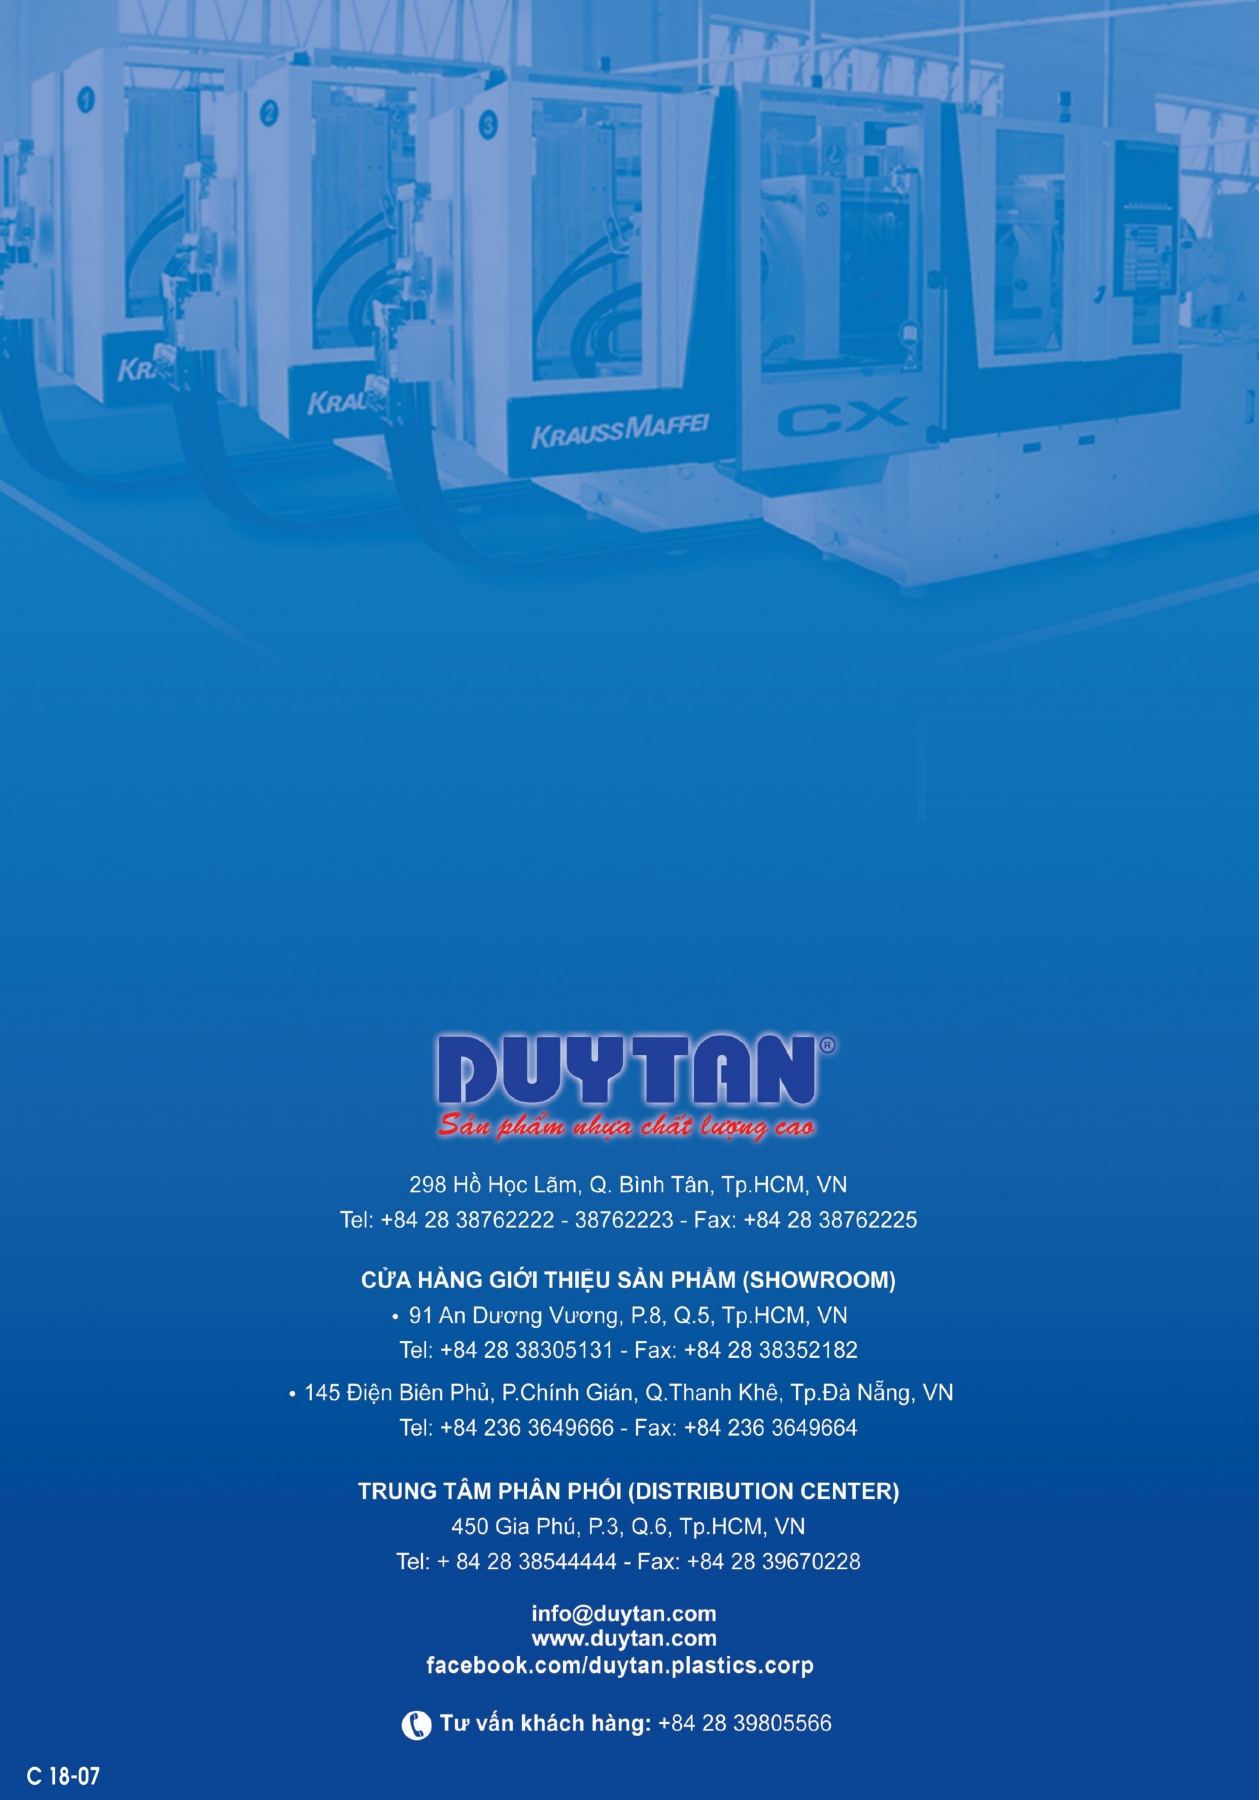 1
2
3
KR
KRAU
KRAUSSMAFFEI
CX
DUYTAN®
Sản phẩm nhựa chất lượng cao
298 Hồ Học Lãm, Q. Bình Tân, Tp.HCM, VN
Tel: +84 28 38762222 - 38762223 - Fax: +84 28 38762225
CỬA HÀNG GIỚI THIỆU SẢN PHẨM (SHOWROOM)
• 91 An Dương Vương, P.8, Q.5, Tp.HCM, VN
Tel: +84 28 38305131 - Fax: +84 28 38352182
• 145 Điện Biên Phủ, P.Chính Gián, Q.Thanh Khê, Tp.Đà Nẵng, VN
Tel: +84 236 3649666 - Fax: +84 236 3649664
TRUNG TÂM PHÂN PHỐI (DISTRIBUTION CENTER)
450 Gia Phú, P.3, Q.6, Tp.HCM, VN
Tel: + 84 28 38544444 - Fax: +84 28 39670228
info@duytan.com
www.duytan.com
facebook.com/duytan.plastics.corp
Tư vấn khách hàng: +84 28 39805566
C 18-07